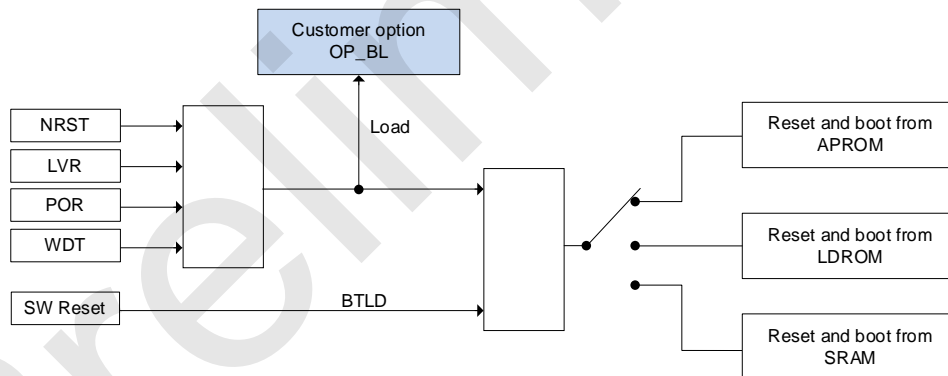 Customer option
OP_BL
NRST
LVR
POR
WDT
SW Reset
Load
BTLD
Reset and boot from
APROM
Reset and boot from
LDROM
Reset and boot from
SRAM